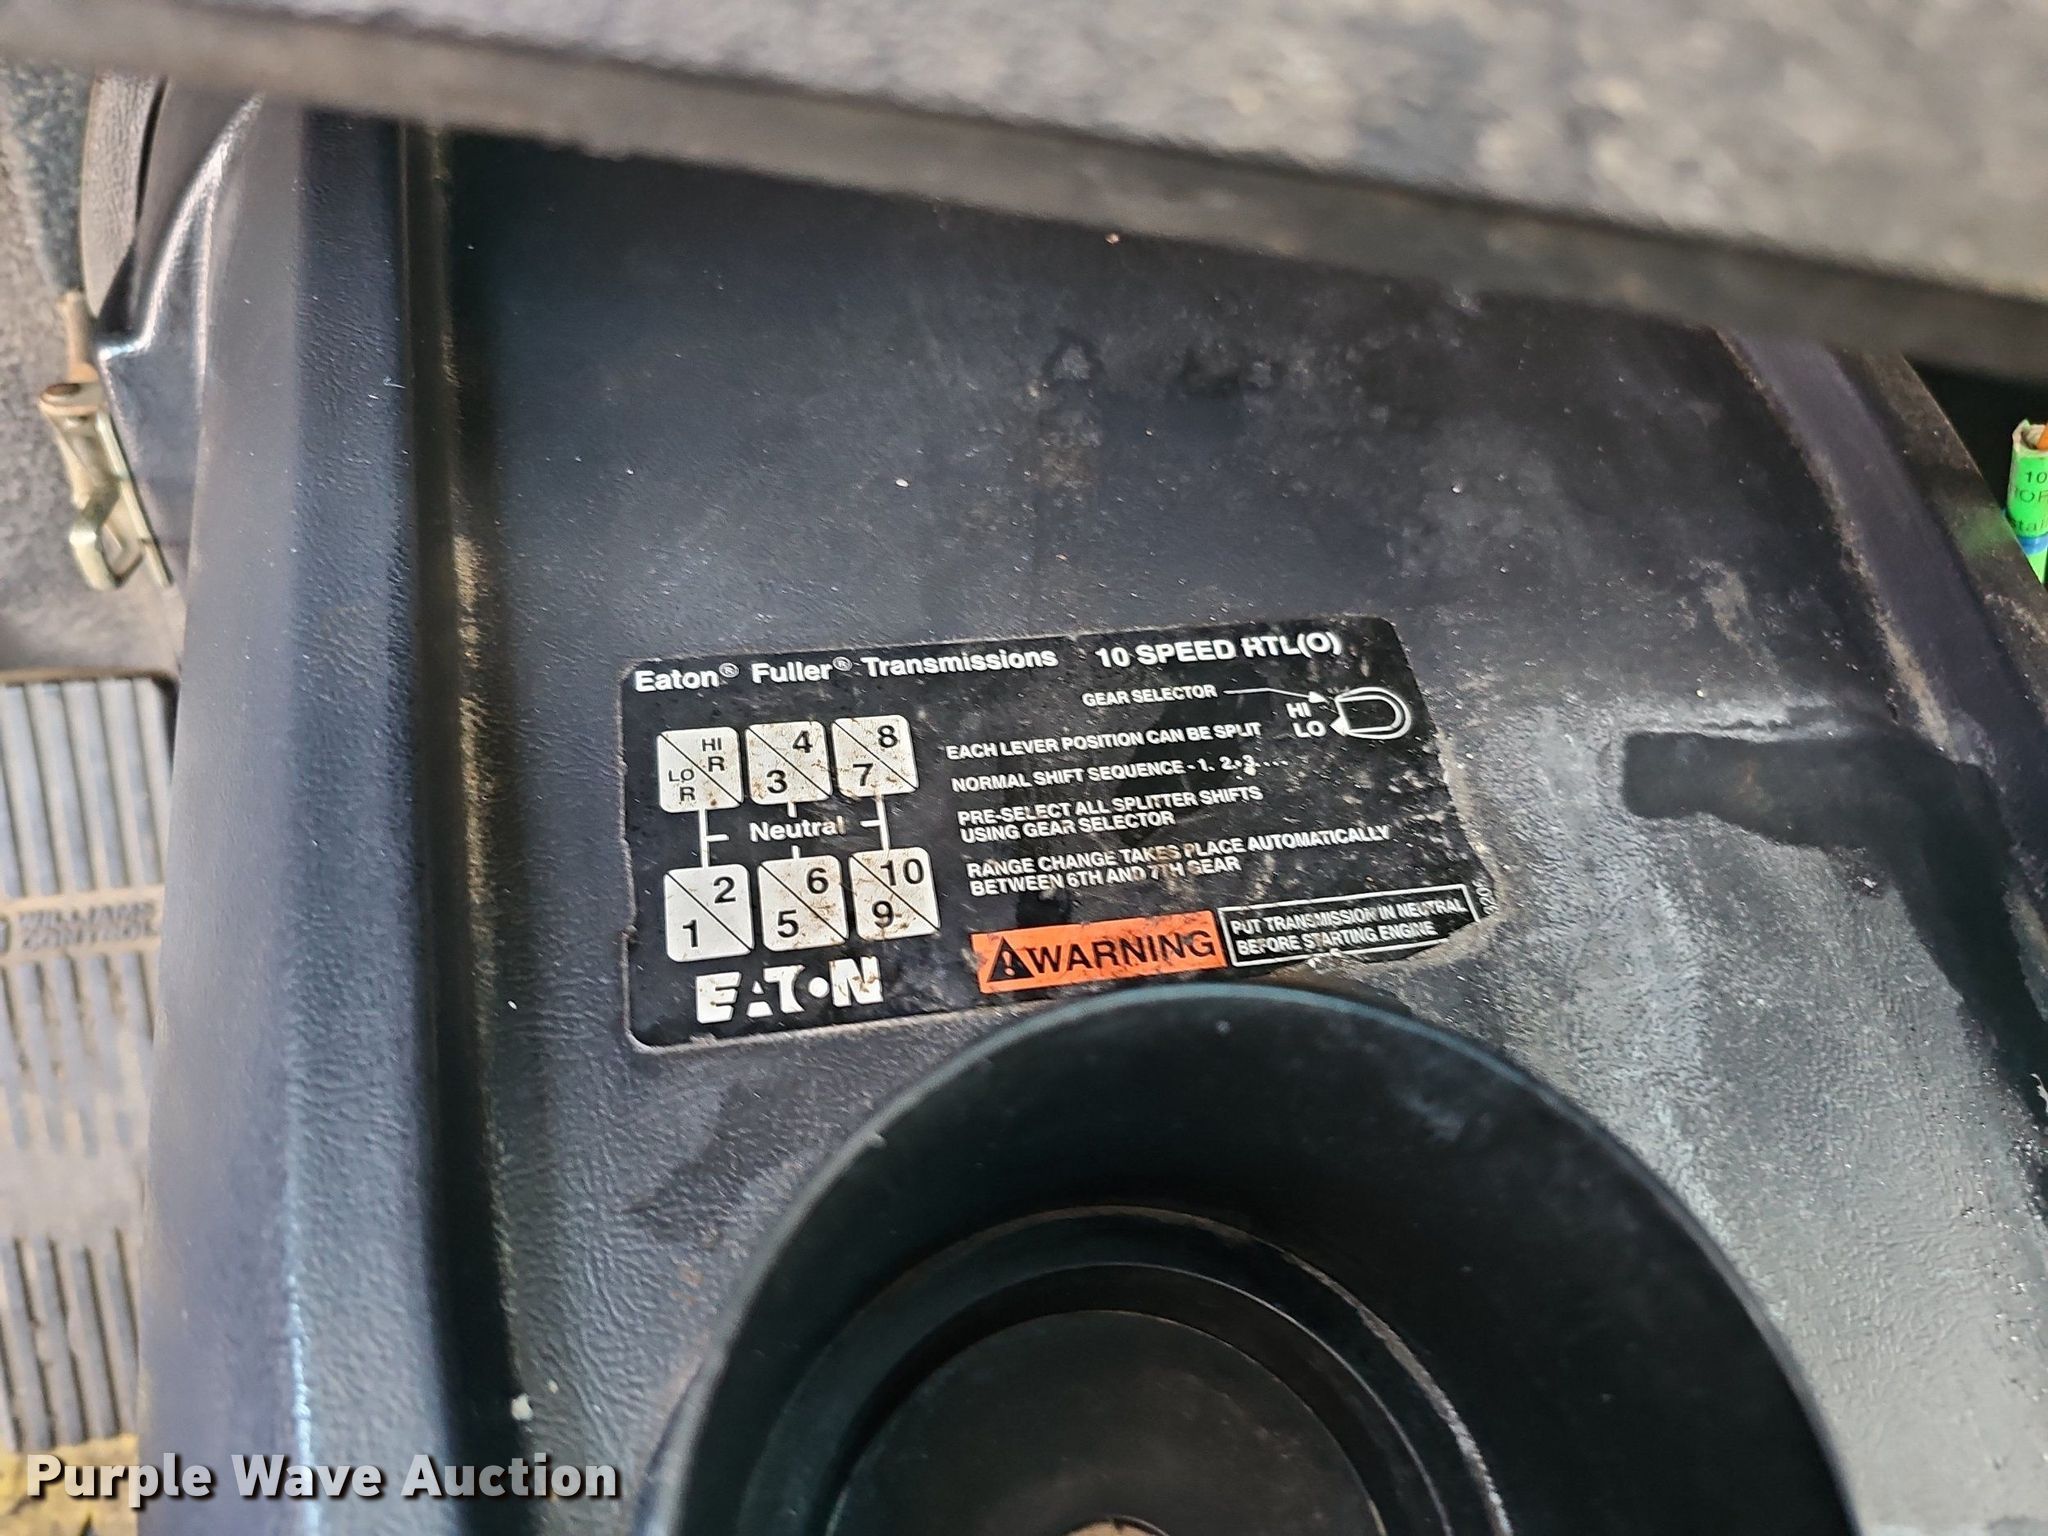 Eaton® Fuller® Transmissions 10 SPEED HTL(O)
GEAR SELECTOR
HI
LO
HI
R
LO
R
4
3
8
7
Neutral
2
1
6
5
10
9
EACH LEVER POSITION CAN BE SPLIT
NORMAL SHIFT SEQUENCE - 1. 2. 3 . . . .
PRE-SELECT ALL SPLITTER SHIFTS
USING GEAR SELECTOR
RANGE CHANGE TAKES PLACE AUTOMATICALLY
BETWEEN 6TH AND 7TH GEAR
WARNING
PUT TRANSMISSION IN NEUTRAL
BEFORE STARTING ENGINE
EATON
WILLIAMS
CONTROL
10
Purple Wave Auction